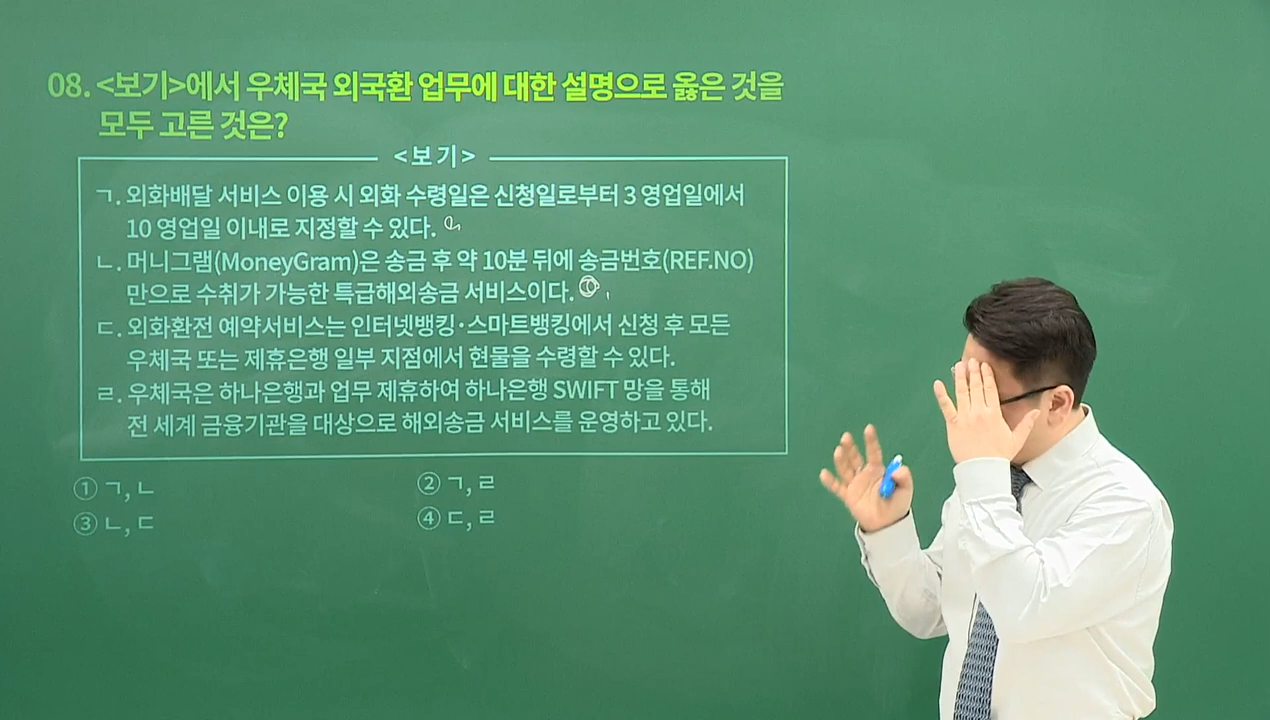 08. <보기>에서 우체국 외국환 업무에 대한 설명으로 옳은 것을
모두 고른 것은?
<보기>
ㄱ. 외화배달 서비스 이용 시 외화 수령일은 신청일로부터 3 영업일에서
10 영업일 이내로 지정할 수 있다.
ㄴ. 머니그램(MoneyGram)은 송금 후 약 10분 뒤에 송금번호(REF.NO)
만으로 수취가 가능한 특급해외송금 서비스이다.
ㄷ. 외화환전 예약서비스는 인터넷뱅킹·스마트뱅킹에서 신청 후 모든
우체국 또는 제휴은행 일부 지점에서 현물을 수령할 수 있다.
ㄹ. 우체국은 하나은행과 업무 제휴하여 하나은행 SWIFT 망을 통해
전 세계 금융기관을 대상으로 해외송금 서비스를 운영하고 있다.
① ㄱ, ㄴ ② ㄱ, ㄹ
③ ㄴ, ㄷ ④ ㄷ, ㄹ